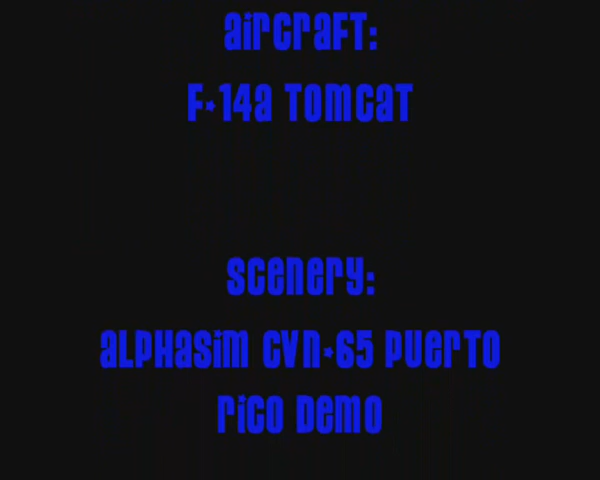 aircraft:
F-14a Tomcat
scenery:
alphasim cvn-65 puerto
rico demo